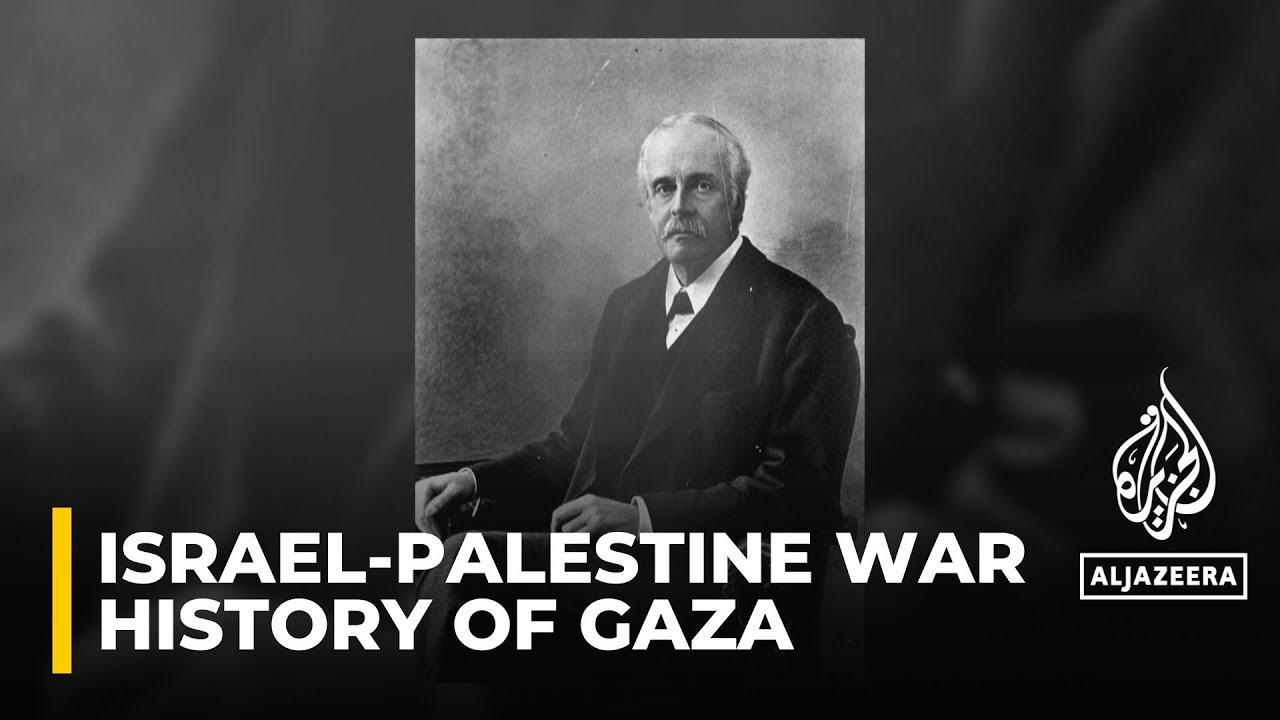 ISRAEL-PALESTINE WAR
HISTORY OF GAZA
الجزيرة
ALJAZEERA